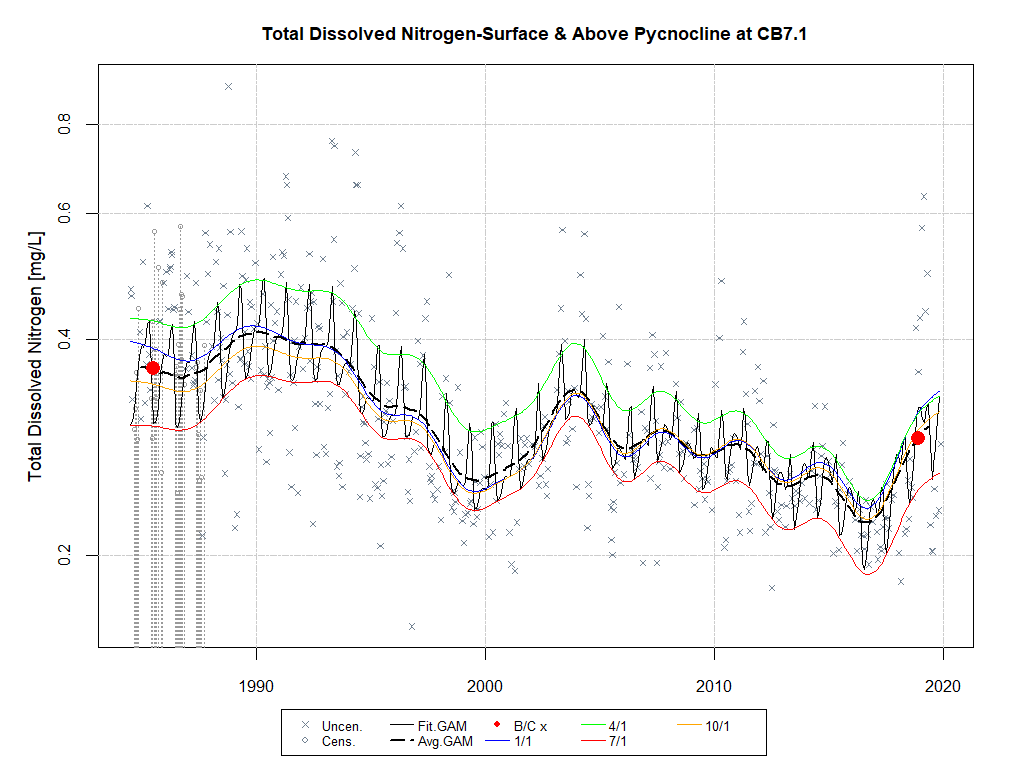 Total Dissolved Nitrogen-Surface & Above Pycnocline at CB7.1
Total Dissolved Nitrogen [mg/L]
0.8
0.6
0.4
0.2
1990 2000 2010 2020
Uncen. Fit.GAM B/C x 4/1 10/1
Cens. Avg.GAM 1/1 7/1